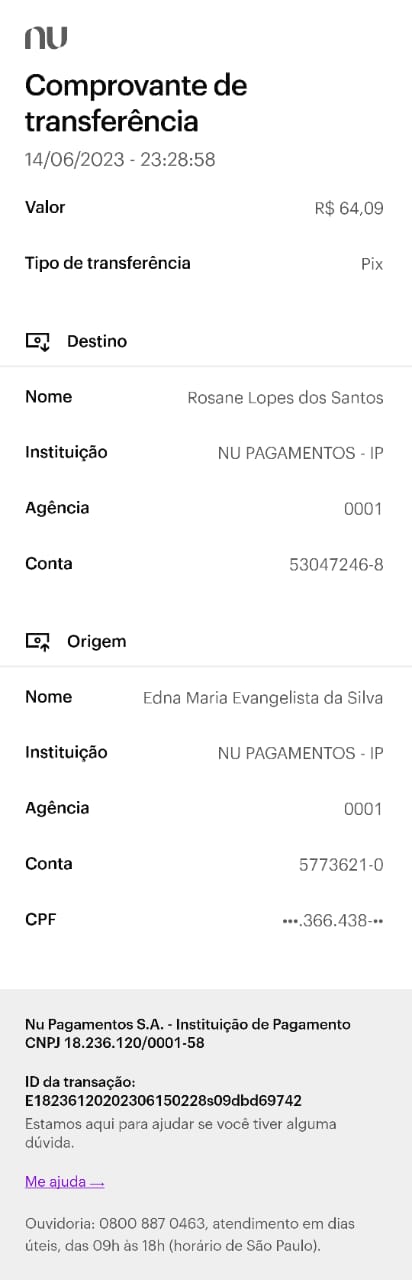 nu
Comprovante de
transferência
14/06/2023 - 23:28:58
Valor R$ 64,09
Tipo de transferência Pix
Destino
Nome Rosane Lopes dos Santos
Instituição NU PAGAMENTOS - IP
Agência 0001
Conta 53047246-8
Origem
Nome Edna Maria Evangelista da Silva
Instituição NU PAGAMENTOS - IP
Agência 0001
Conta 5773621-0
CPF •••.366.438-••
Nu Pagamentos S.A. - Instituição de Pagamento
CNPJ 18.236.120/0001-58
ID da transação:
E18236120202306150228s09dbd69742
Estamos aqui para ajudar se você tiver alguma
dúvida.
Me ajuda →
Ouvidoria: 0800 887 0463, atendimento em dias
úteis, das 09h às 18h (horário de São Paulo).